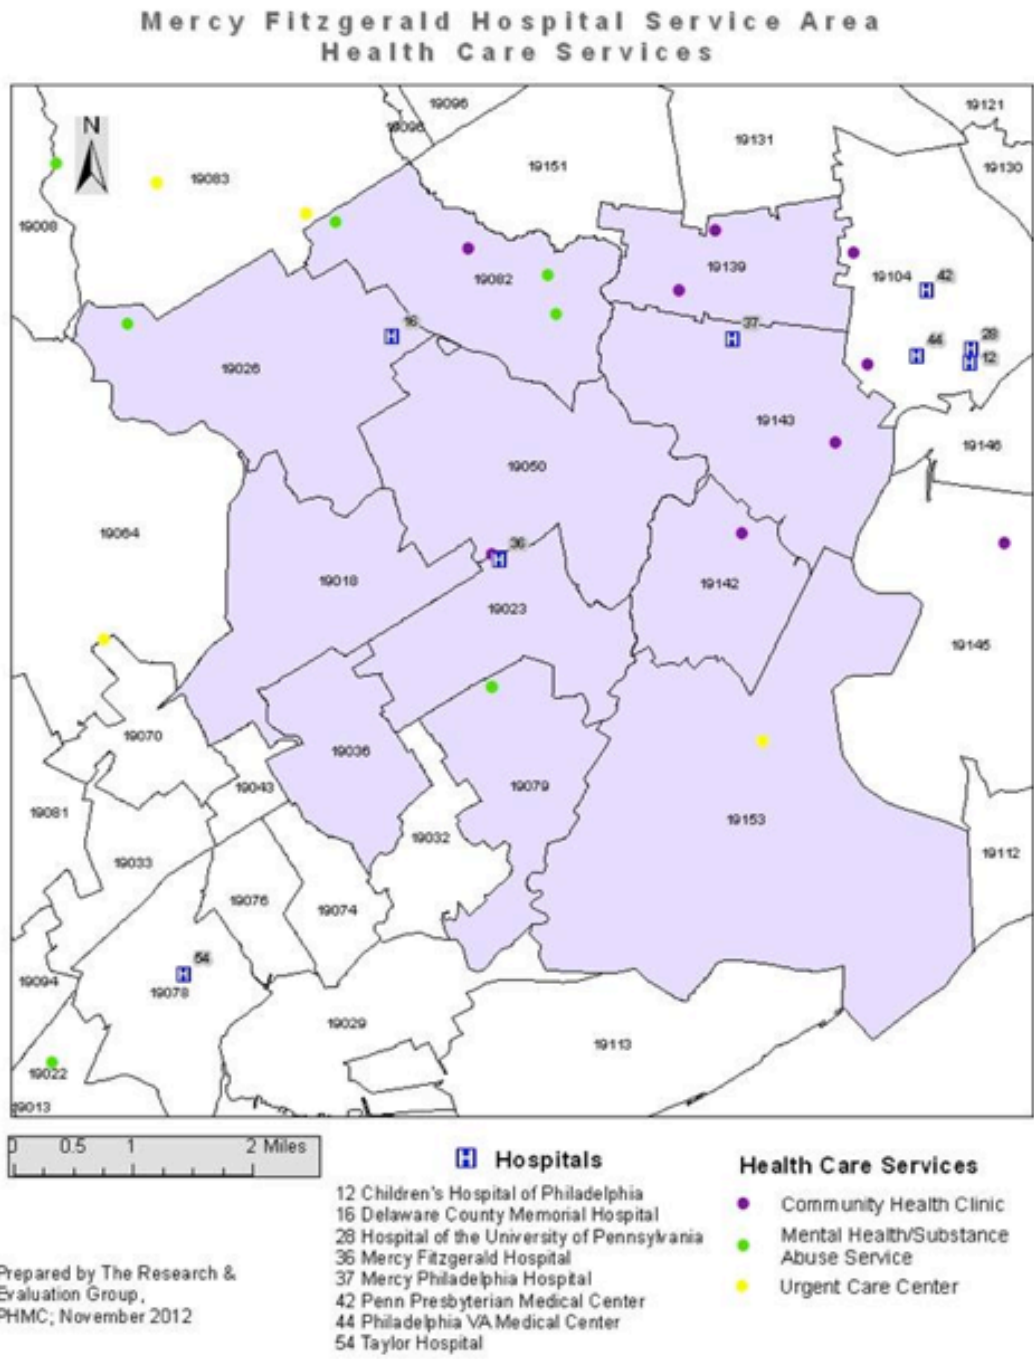 Mercy Fitzgerald Hospital Service Area
Health Care Services
N
19096
19096
19121
19131
19151
19130
19083
19008
19082
19139
19104
42
16
37
44
28
12
19026
19143
19050
19146
19064
36
19018
19142
19023
19145
19070
19036
19043
19079
19081
19153
19032
19033
19112
19076
19074
54
19094
19078
19029
19113
19022
19013
0 0.5 1 2 Miles
H Hospitals
12 Children's Hospital of Philadelphia
16 Delaware County Memorial Hospital
28 Hospital of the University of Pennsylvania
36 Mercy Fitzgerald Hospital
37 Mercy Philadelphia Hospital
42 Penn Presbyterian Medical Center
44 Philadelphia VA Medical Center
54 Taylor Hospital
Health Care Services
Community Health Clinic
Mental Health/Substance
Abuse Service
Urgent Care Center
Prepared by The Research &
Evaluation Group,
PHMC; November 2012